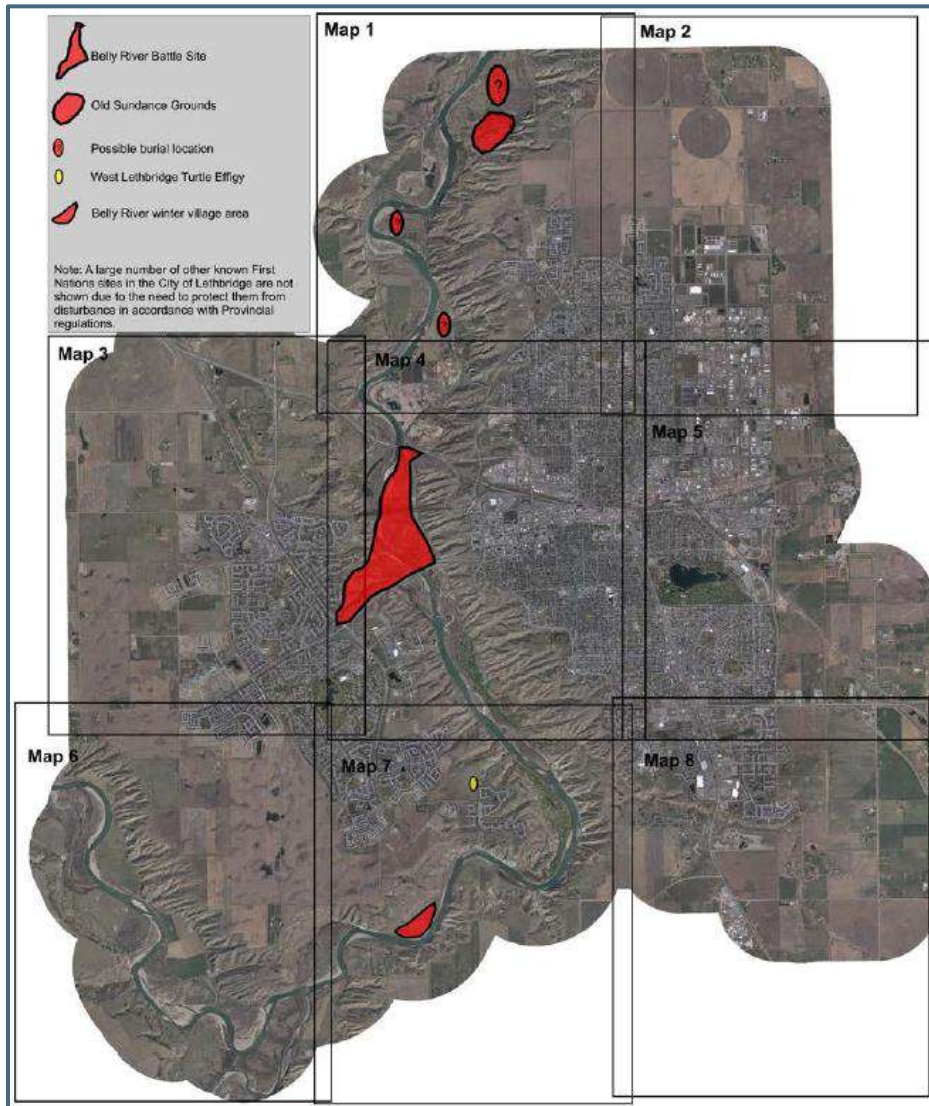 Belly River Battle Site
Old Sundance Grounds
Possible burial location
West Lethbridge Turtle Effigy
Belly River winter village area
Note: A large number of other known First
Nations sites in the City of Lethbridge are not
shown due to the need to protect them from
disturbance in accordance with Provincial
regulations.
Map 1
Map 2
?
Map 3
Map 4
Map 5
Map 6
Map 7
Map 8